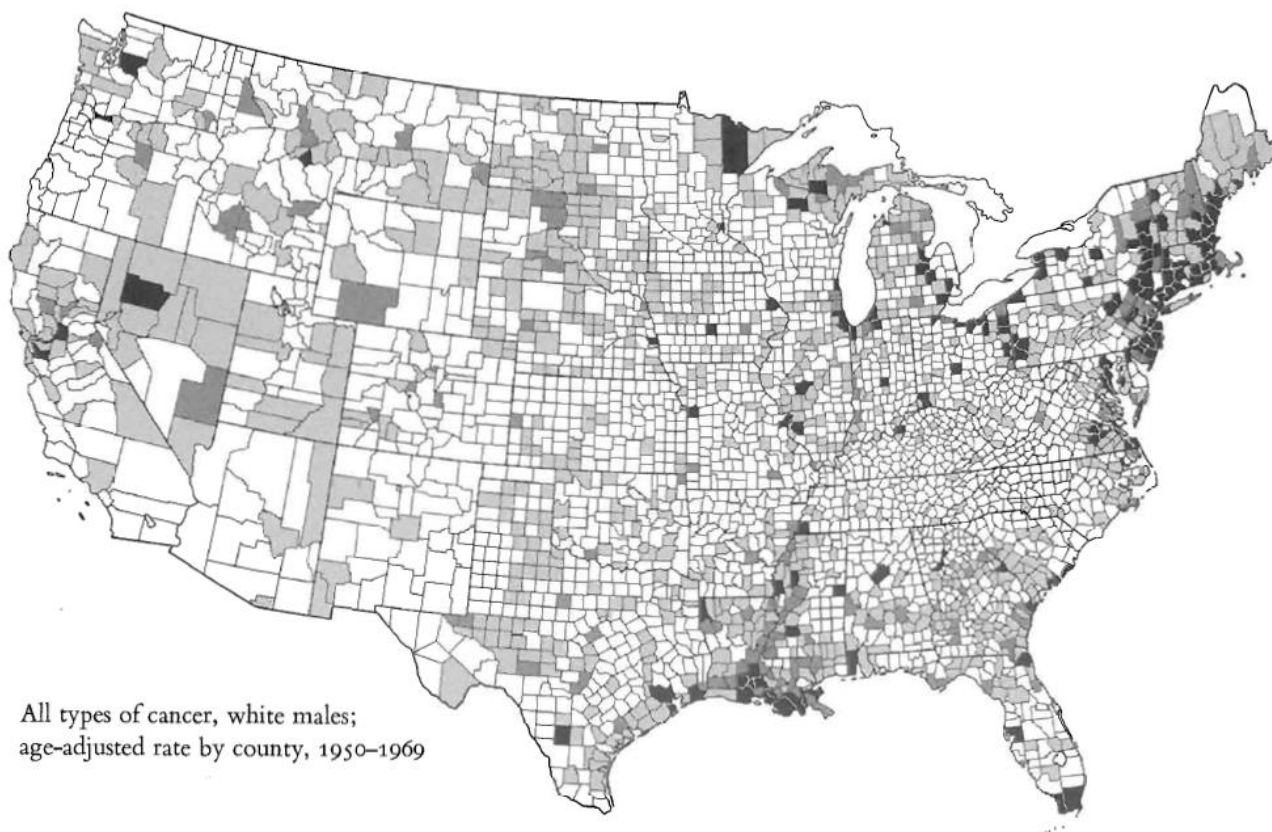 All types of cancer, white males;
age-adjusted rate by county, 1950–1969